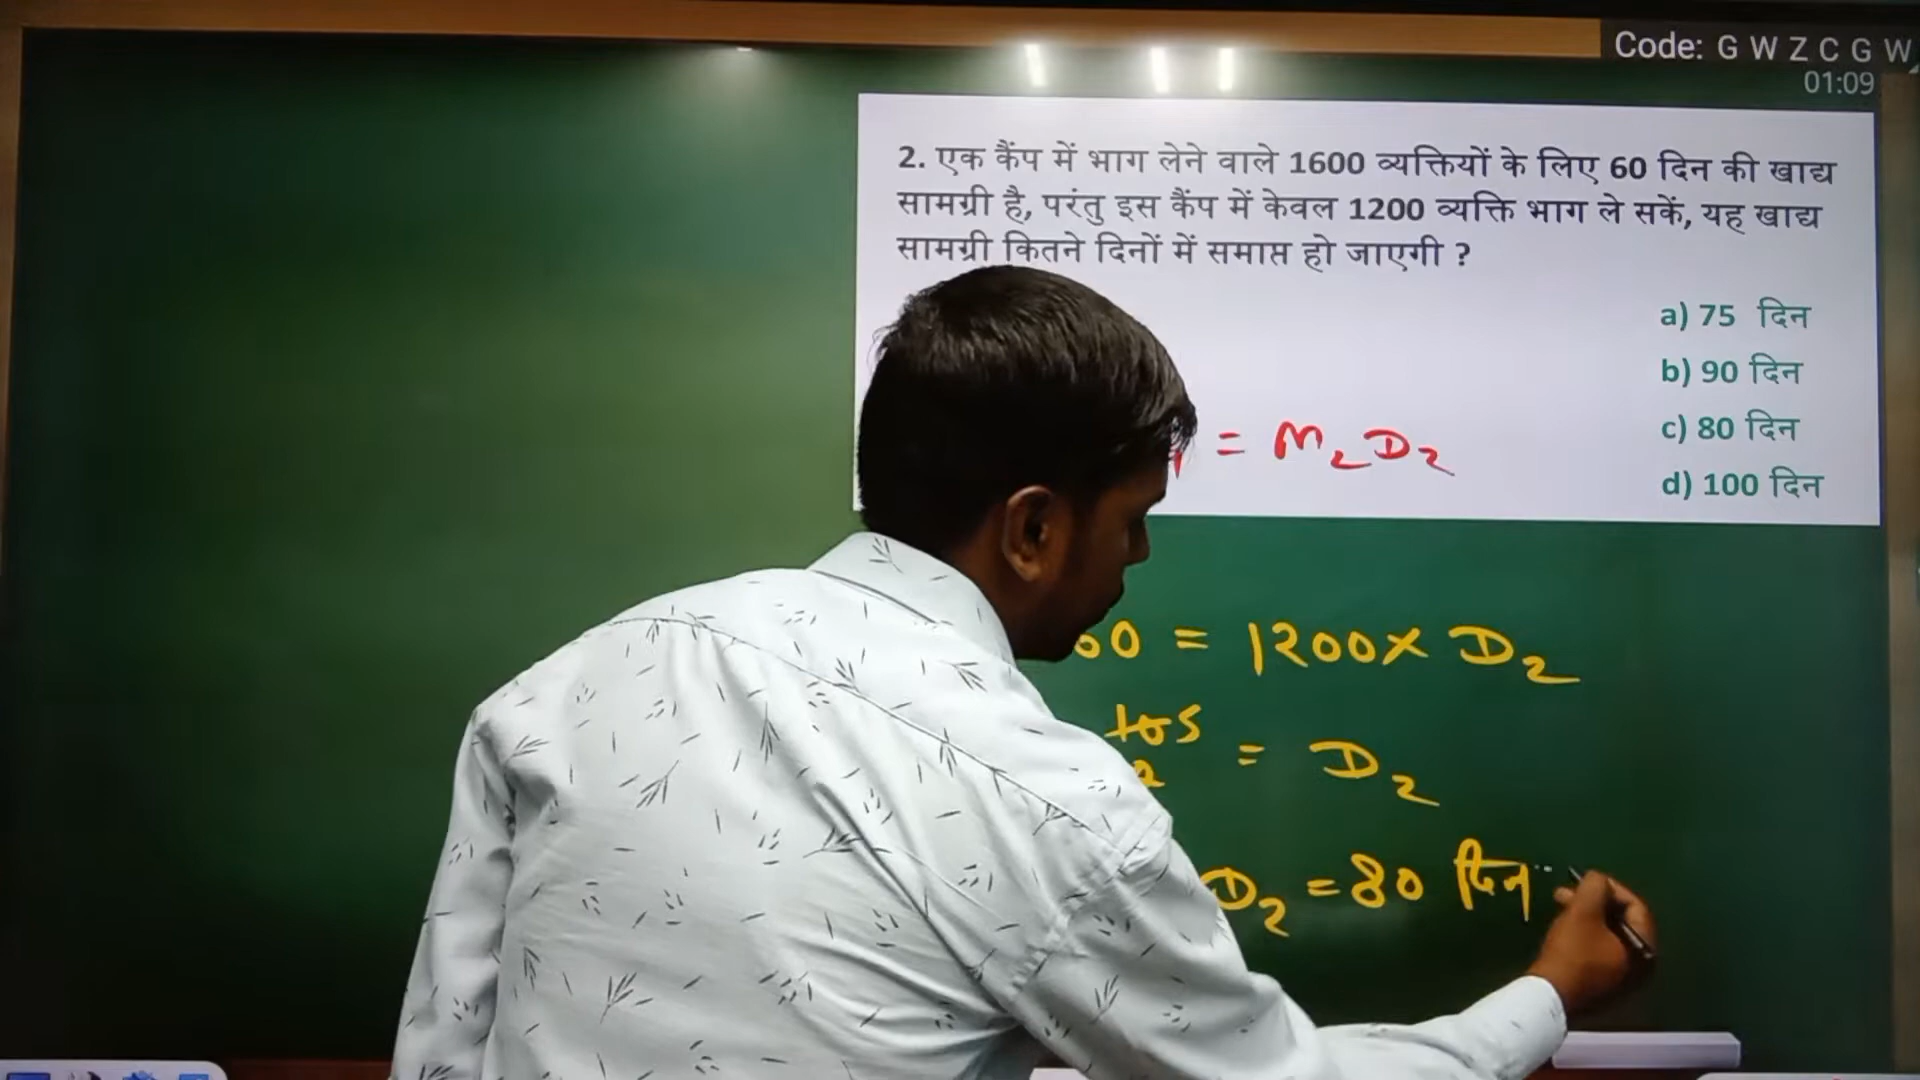 Code: G W Z C G W
01:09
2. एक कैंप में भाग लेने वाले 1600 व्यक्तियों के लिए 60 दिन की खाद्य
सामग्री है, परंतु इस कैंप में केवल 1200 व्यक्ति भाग ले सकें, यह खाद्य
सामग्री कितने दिनों में समाप्त हो जाएगी ?
a) 75 दिन
b) 90 दिन
c) 80 दिन
d) 100 दिन
= M₂D₂
= 1200× D₂
= D₂
D₂ = 80 दिन